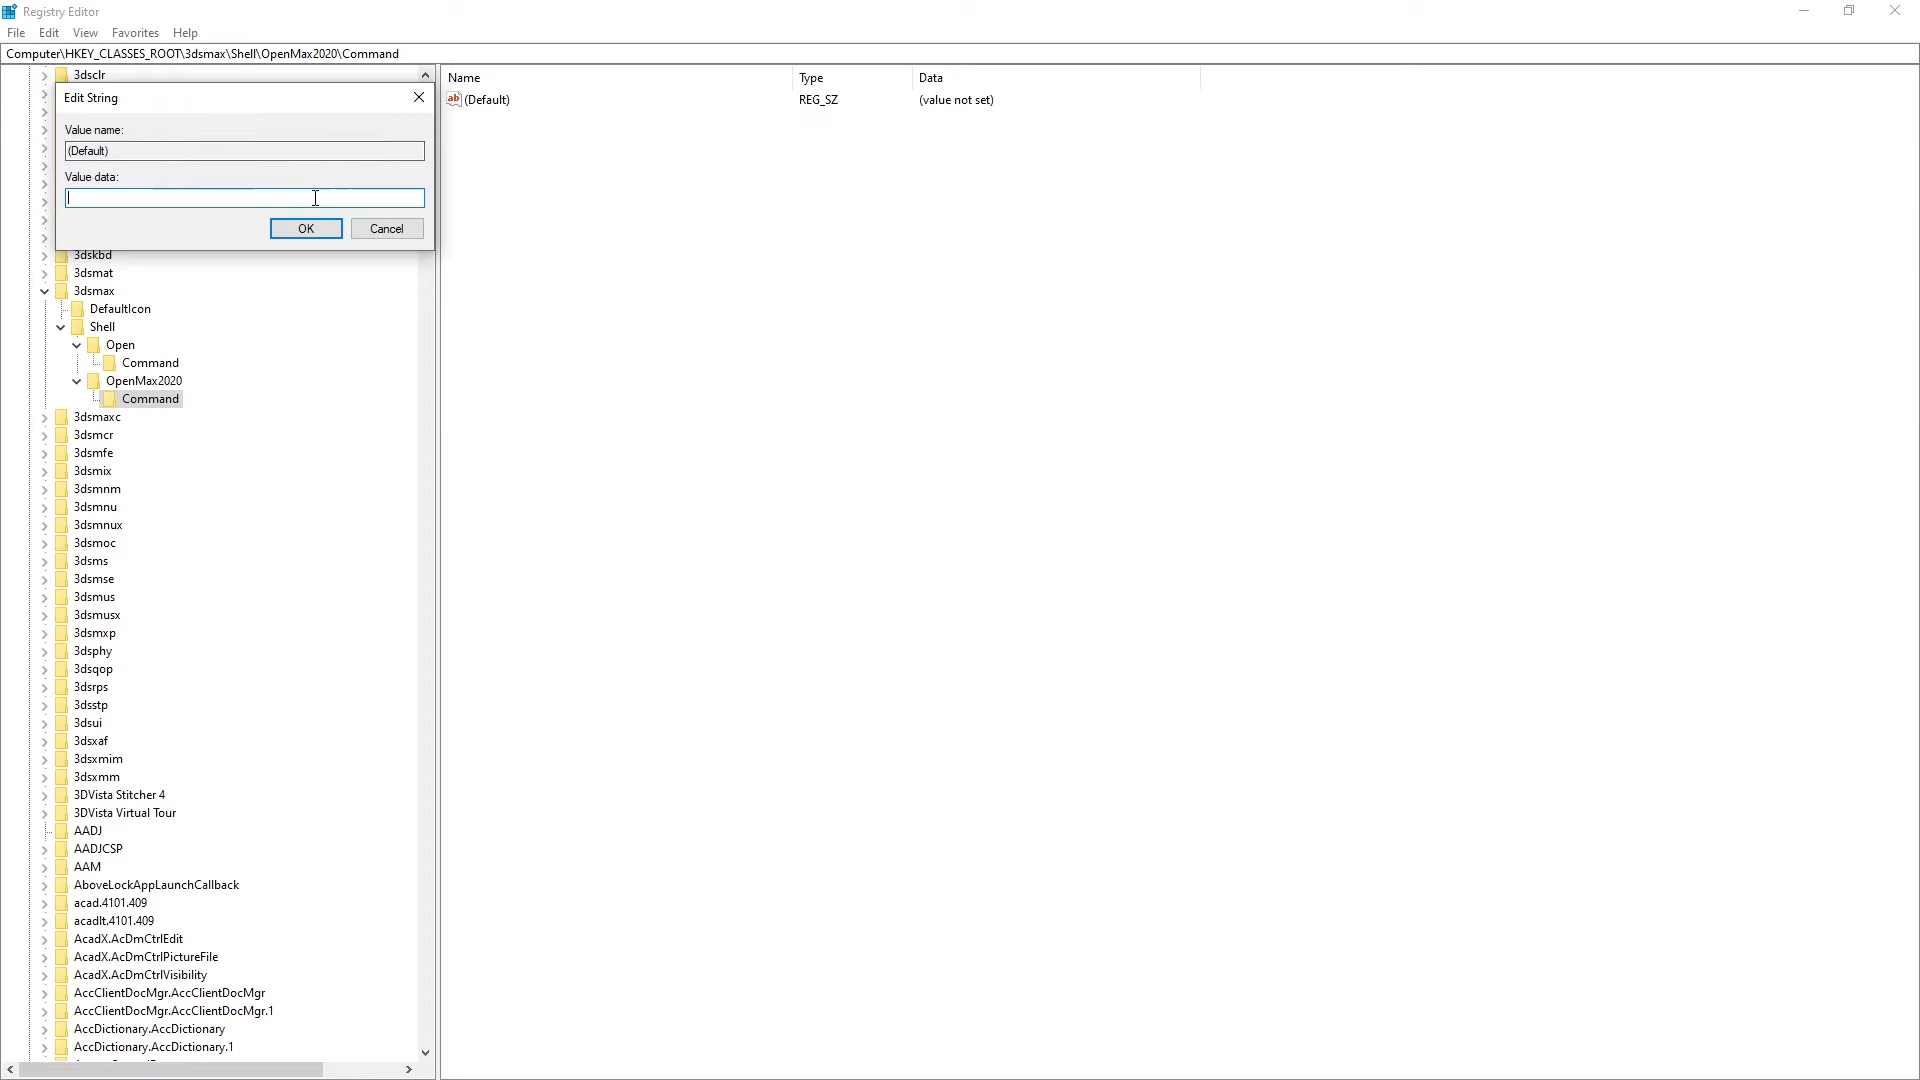 Registry Editor
File Edit View Favorites Help
Computer\HKEY_CLASSES_ROOT\3dsmax\Shell\OpenMax2020\Command
3dsclr
Edit String
Value name:
(Default)
Value data:
OK Cancel
3dskbd
3dsmat
3dsmax
DefaultIcon
Shell
Open
Command
OpenMax2020
Command
3dsmaxc
3dsmcr
3dsmfe
3dsmix
3dsmnm
3dsmnu
3dsmnux
3dsmoc
3dsms
3dsmse
3dsmus
3dsmusx
3dsmxp
3dsphy
3dsqop
3dsrps
3dsstp
3dsui
3dsxaf
3dsxmim
3dsxmm
3DVista Stitcher 4
3DVista Virtual Tour
AADJ
AADJCSP
AAM
AboveLockAppLaunchCallback
acad.4101.409
acadlt.4101.409
AcadX.AcDmCtrlEdit
AcadX.AcDmCtrlPictureFile
AcadX.AcDmCtrlVisibility
AccClientDocMgr.AccClientDocMgr
AccClientDocMgr.AccClientDocMgr.1
AccDictionary.AccDictionary
AccDictionary.AccDictionary.1
Name Type Data
ab (Default) REG_SZ (value not set)